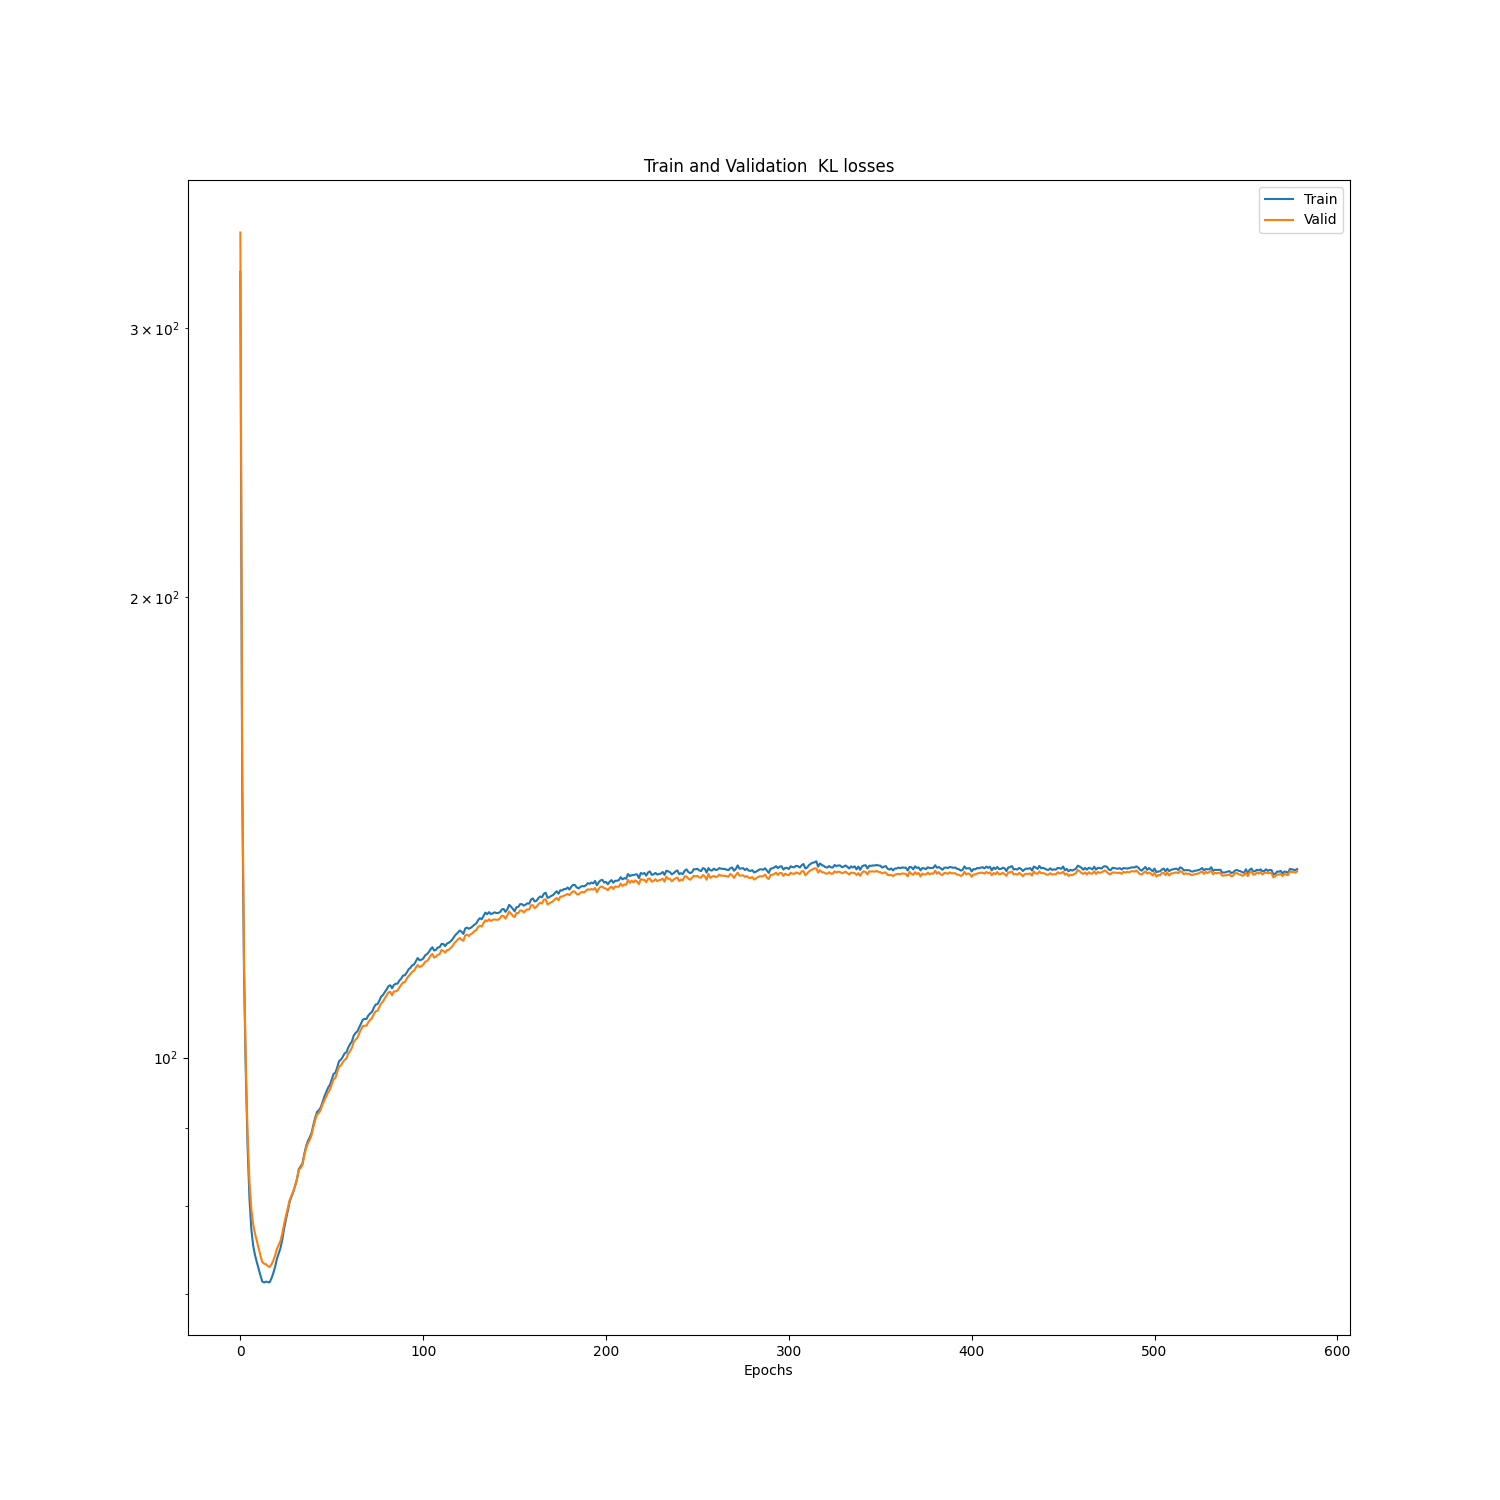 Train and Validation  KL losses
Train
Valid
3 × 10²
2 × 10²
10²
0 100 200 300 400 500 600
Epochs